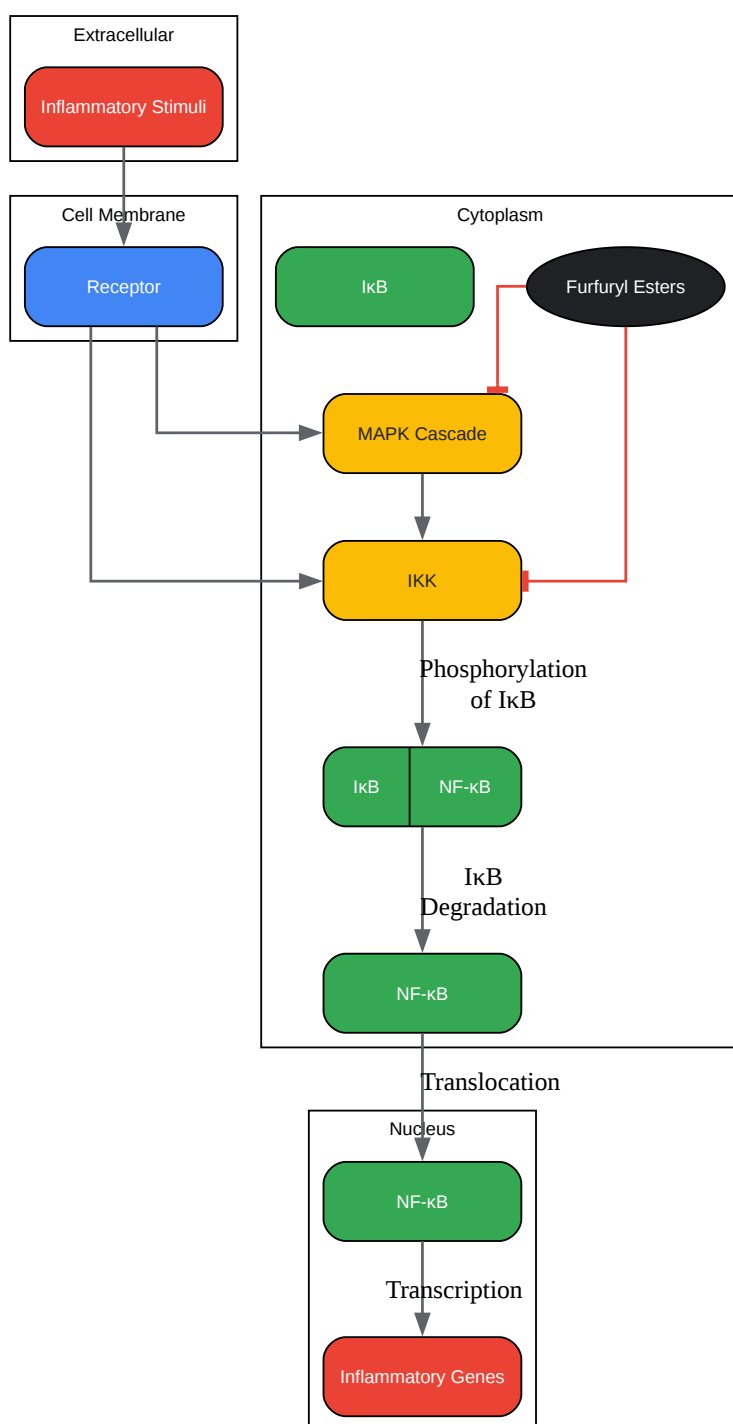 Extracellular
Inflammatory Stimuli
Cell Membrane
Receptor
Cytoplasm
IκB
Furfuryl Esters
MAPK Cascade
IKK
Phosphorylation
of IκB
IκB
NF-κB
IκB
Degradation
NF-κB
Translocation
Nucleus
NF-κB
Transcription
Inflammatory Genes